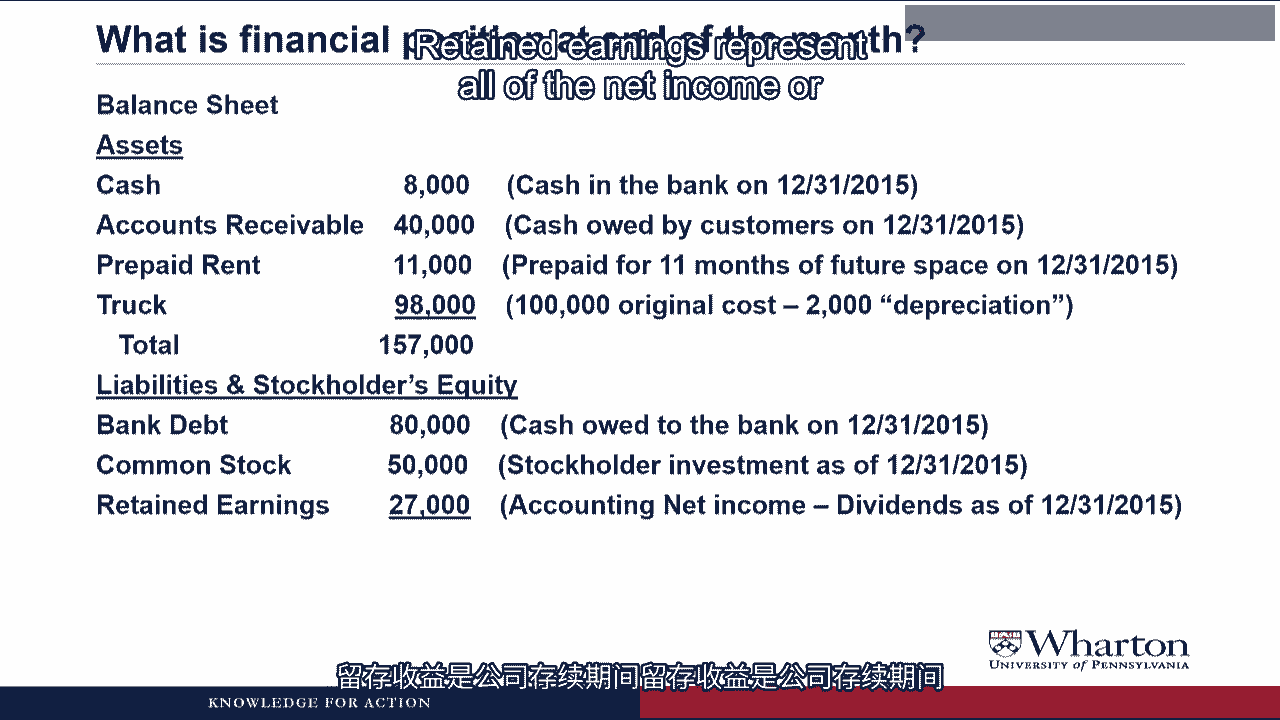 What is financial position at end of the month?
Retained earnings represent
all of the net income or
Balance Sheet
Assets
Cash 8,000 (Cash in the bank on 12/31/2015)
Accounts Receivable 40,000 (Cash owed by customers on 12/31/2015)
Prepaid Rent 11,000 (Prepaid for 11 months of future space on 12/31/2015)
Truck 98,000 (100,000 original cost – 2,000 “depreciation”)
Total 157,000
Liabilities & Stockholder’s Equity
Bank Debt 80,000 (Cash owed to the bank on 12/31/2015)
Common Stock 50,000 (Stockholder investment as of 12/31/2015)
Retained Earnings 27,000 (Accounting Net income – Dividends as of 12/31/2015)
Wharton
UNIVERSITY of PENNSYLVANIA
留存收益是公司存续期间留存收益是公司存续期间
KNOWLEDGE FOR ACTION